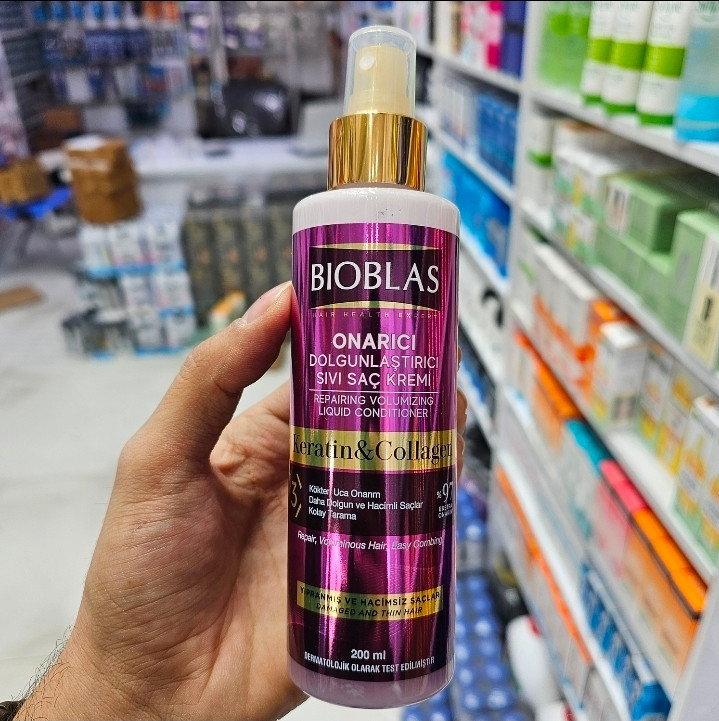 BIOBLAS
HAIR HEALTH EXPERT
ONARICI
DOLGUNLAŞTIRICI
SIVI SAÇ KREMİ
REPAIRING VOLUMIZING
LIQUID CONDITIONER
Keratin&Collagen
3
Kökten Uca Onarım
Daha Dolgun ve Hacimli Saçlar
Kolay Tarama
Repair, Voluminous Hair, Easy Combing
YIPRANMIŞ VE HACİMSİZ SAÇLAR
DAMAGED AND THIN HAIR
200 ml
DERMATOLOJİK OLARAK TEST EDİLMİŞTİR